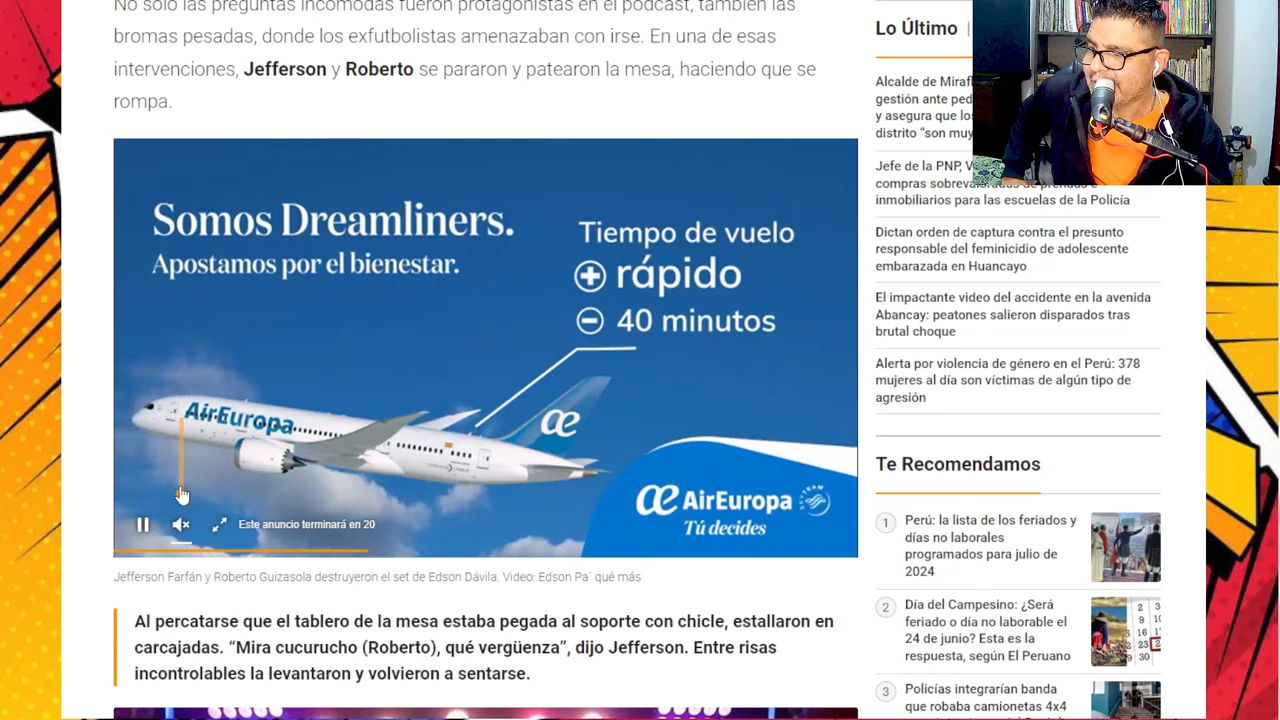 No solo las preguntas incómodas fueron protagonistas en el podcast, también las
bromas pesadas, donde los exfutbolistas amenazaban con irse. En una de esas
intervenciones, Jefferson y Roberto se pararon y patearon la mesa, haciendo que se
rompa.
Somos Dreamliners.
Apostamos por el bienestar.
Tiempo de vuelo
+ rápido
− 40 minutos
AirEuropa
æ
æ AirEuropa
Tú decides
Este anuncio terminará en 20
Jefferson Farfán y Roberto Guizasola destruyeron el set de Edson Dávila. Video: Edson Pa´ qué más
Al percatarse que el tablero de la mesa estaba pegada al soporte con chicle, estallaron en
carcajadas. “Mira cucurucho (Roberto), qué vergüenza”, dijo Jefferson. Entre risas
incontrolables la levantaron y volvieron a sentarse.
Lo Último |
Alcalde de Miraf
gestión ante ped
y asegura que los
distrito “son muy
Jefe de la PNP, V
compras sobrevaloradas de prendas e
inmobiliarios para las escuelas de la Policía
Dictan orden de captura contra el presunto
responsable del feminicidio de adolescente
embarazada en Huancayo
El impactante video del accidente en la avenida
Abancay: peatones salieron disparados tras
brutal choque
Alerta por violencia de género en el Perú: 378
mujeres al día son víctimas de algún tipo de
agresión
Te Recomendamos
1
Perú: la lista de los feriados y
días no laborales
programados para julio de
2024
2
Día del Campesino: ¿Será
feriado o día no laborable el
24 de junio? Esta es la
respuesta, según El Peruano
3
Policías integrarían banda
que robaba camionetas 4x4